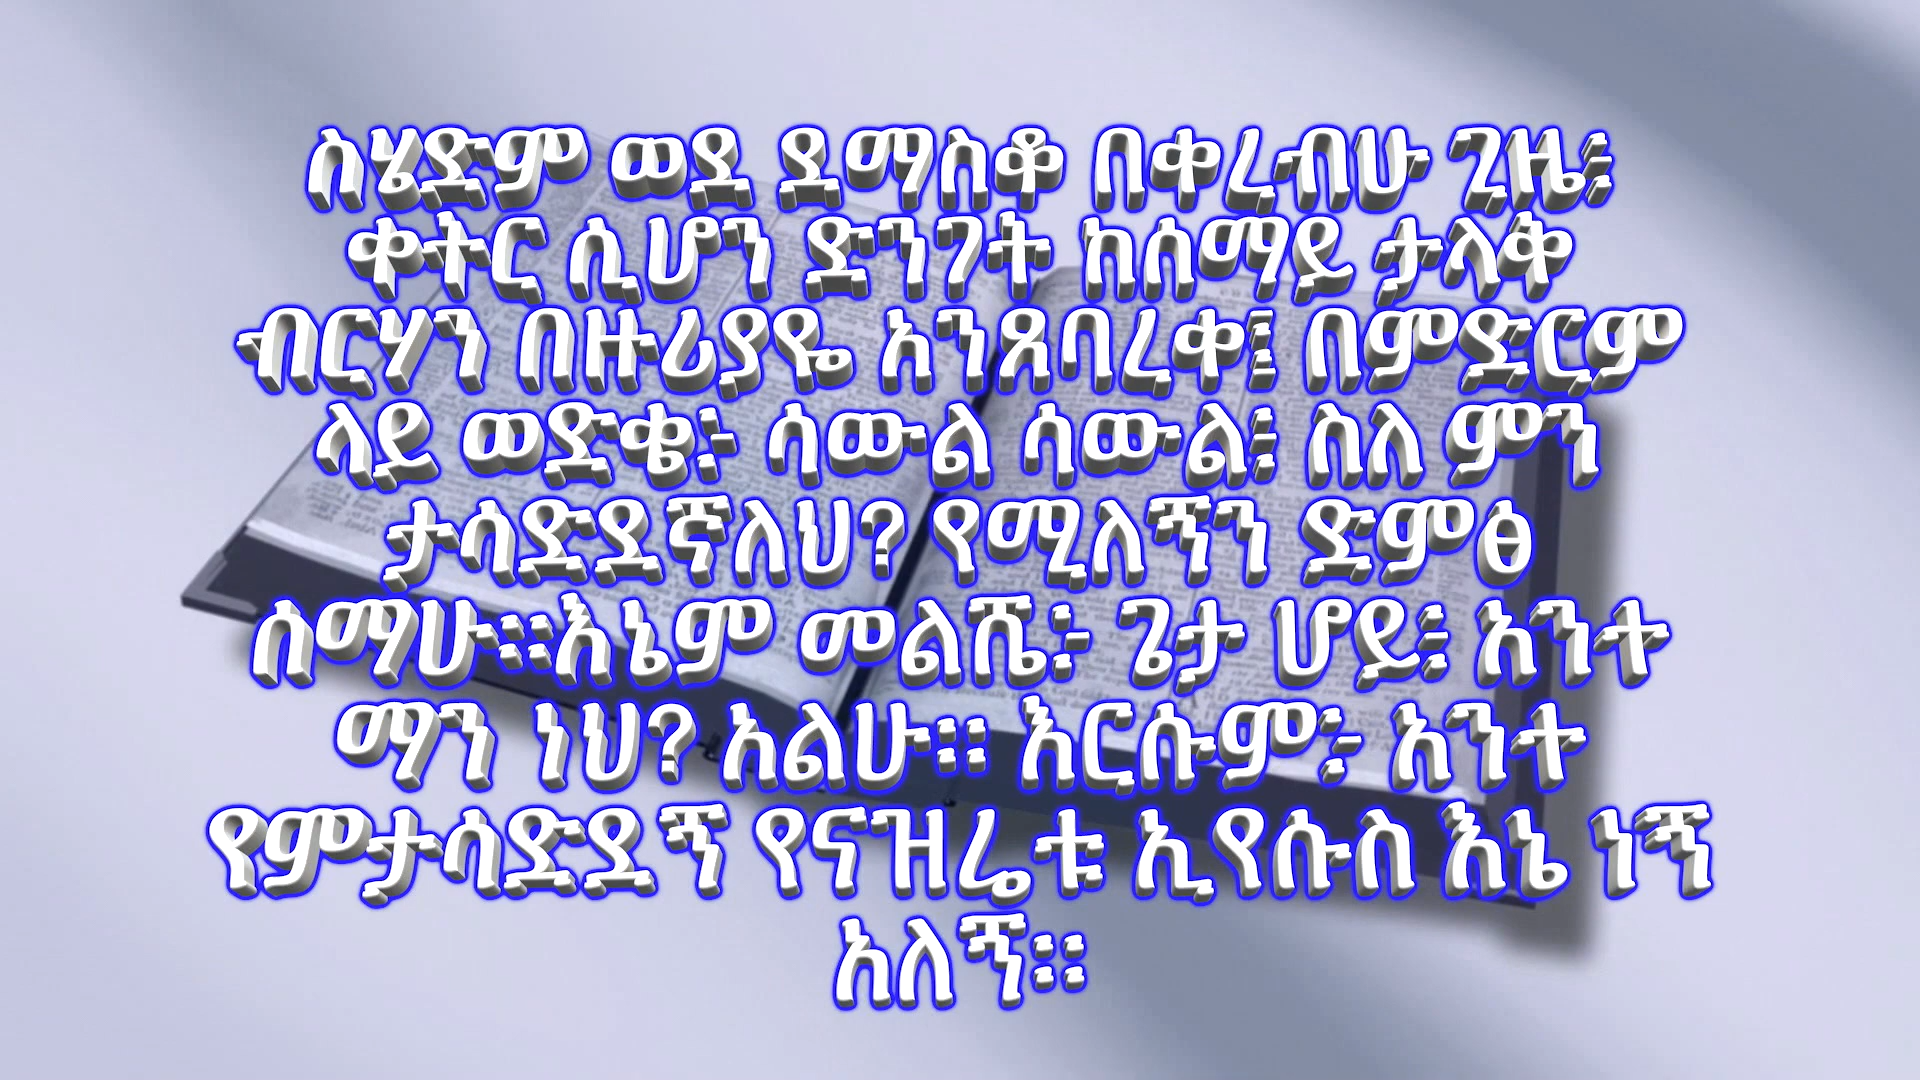 ስሄድም ወደ ደማስቆ በቀረብሁ ጊዜ፥
ቀትር ሲሆን ድንገት ከሰማይ ታላቅ
ብርሃን በዙሪያዬ አንጸባረቀ፤ በምድርም
ላይ ወድቄ፦ ሳውል ሳውል፥ ስለ ምን
ታሳድደኛለህ? የሚለኝን ድምፅ
ሰማሁ።እኔም መልሼ፦ ጌታ ሆይ፥ አንተ
ማን ነህ? አልሁ። እርሱም፦ አንተ
የምታሳድደኝ የናዝሬቱ ኢየሱስ እኔ ነኝ
አለኝ።